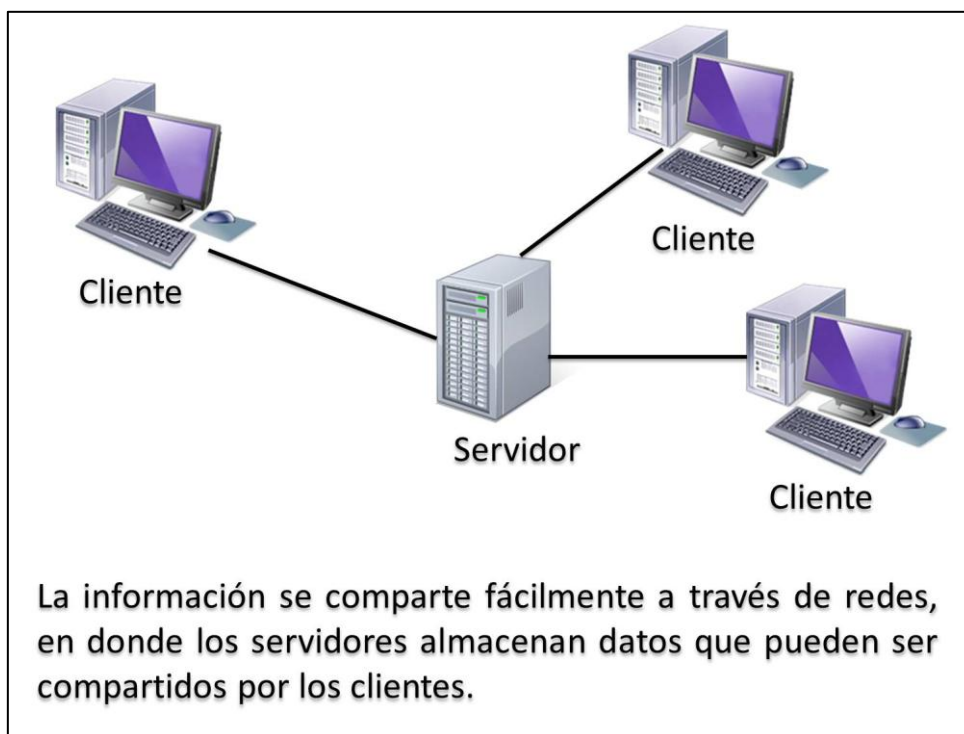 Cliente
Cliente
Servidor
Cliente
La información se comparte fácilmente a través de redes,
en donde los servidores almacenan datos que pueden ser
compartidos por los clientes.